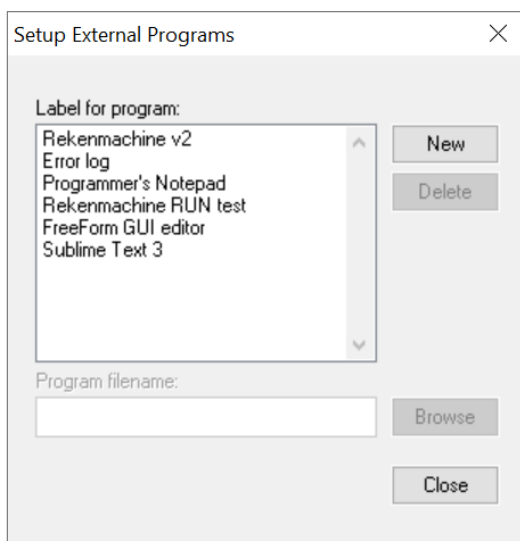 Setup External Programs
Label for program:
Rekenmachine v2
Error log
Programmer's Notepad
Rekenmachine RUN test
FreeForm GUI editor
Sublime Text 3
New
Delete
Program filename:
Browse
Close